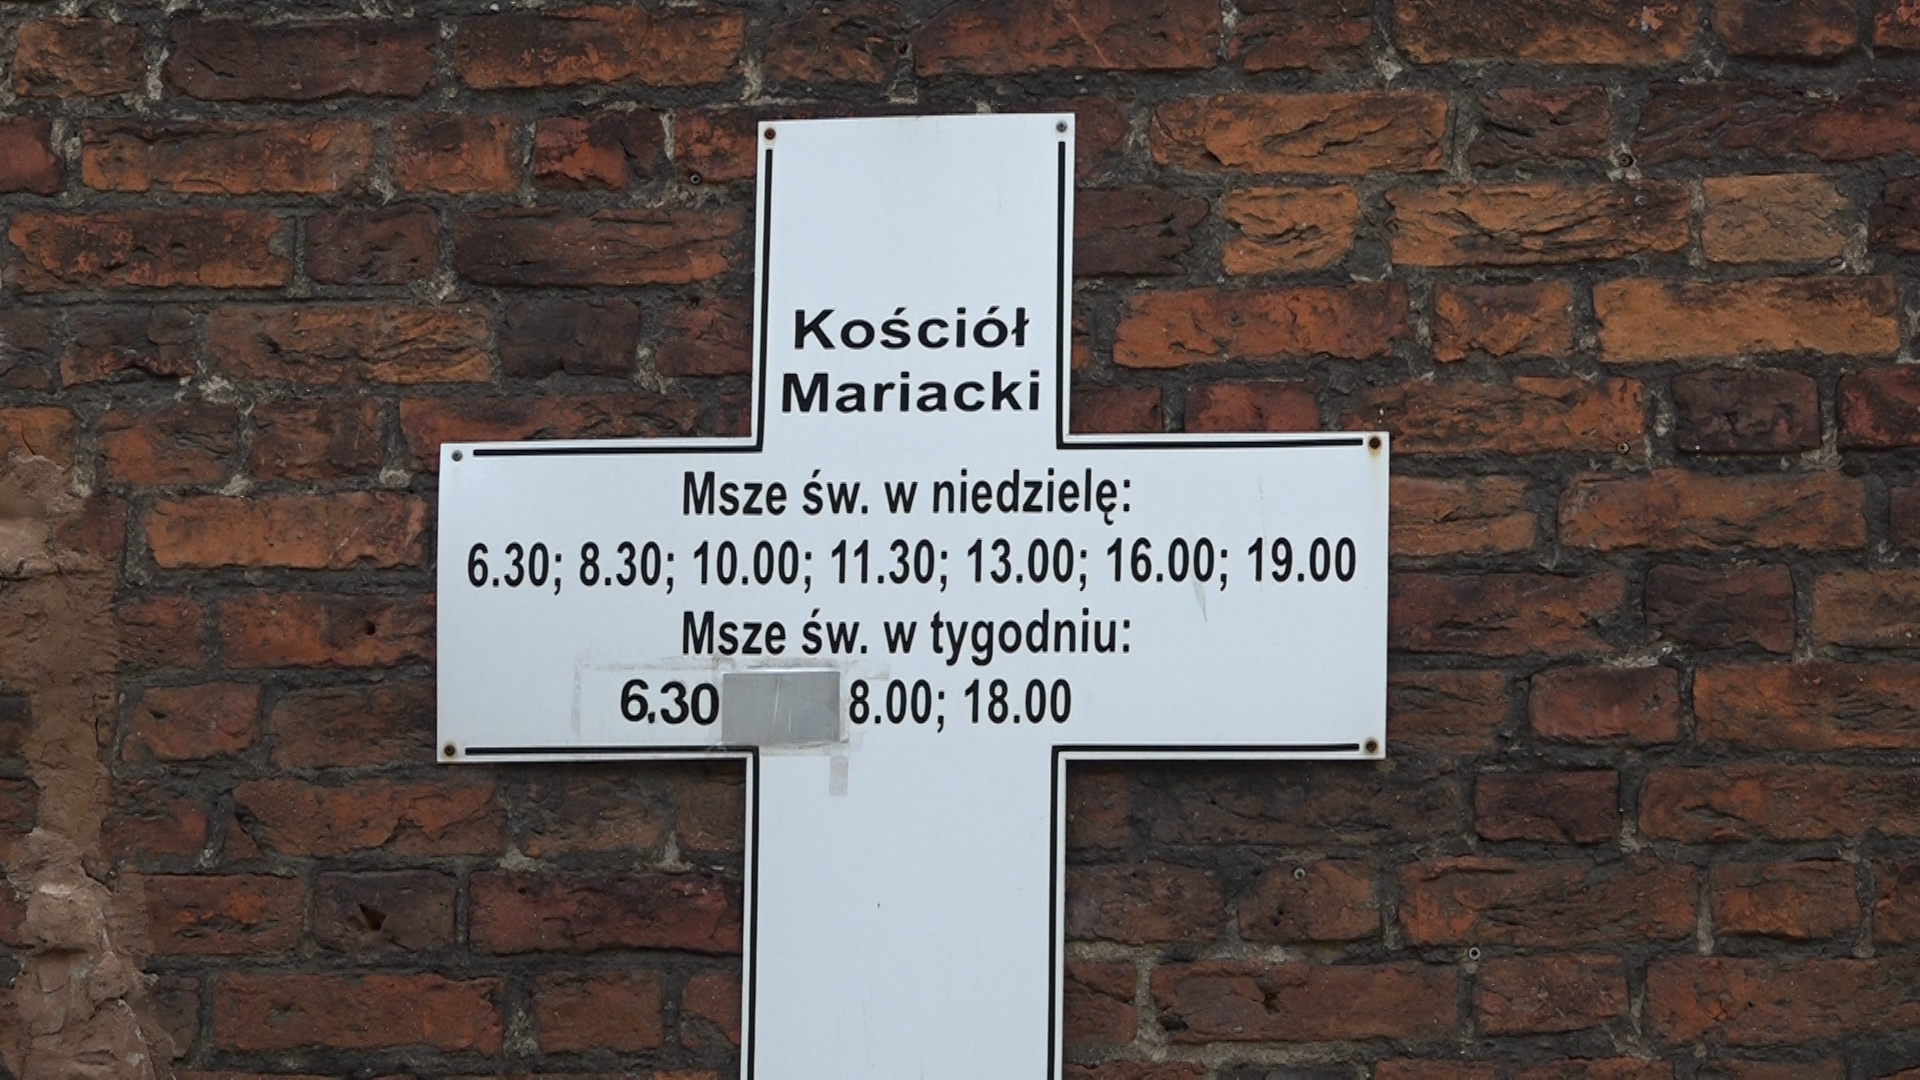 Kościół
Mariacki
Msze św. w niedzielę:
6.30; 8.30; 10.00; 11.30; 13.00; 16.00; 19.00
Msze św. w tygodniu:
6.30 8.00; 18.00